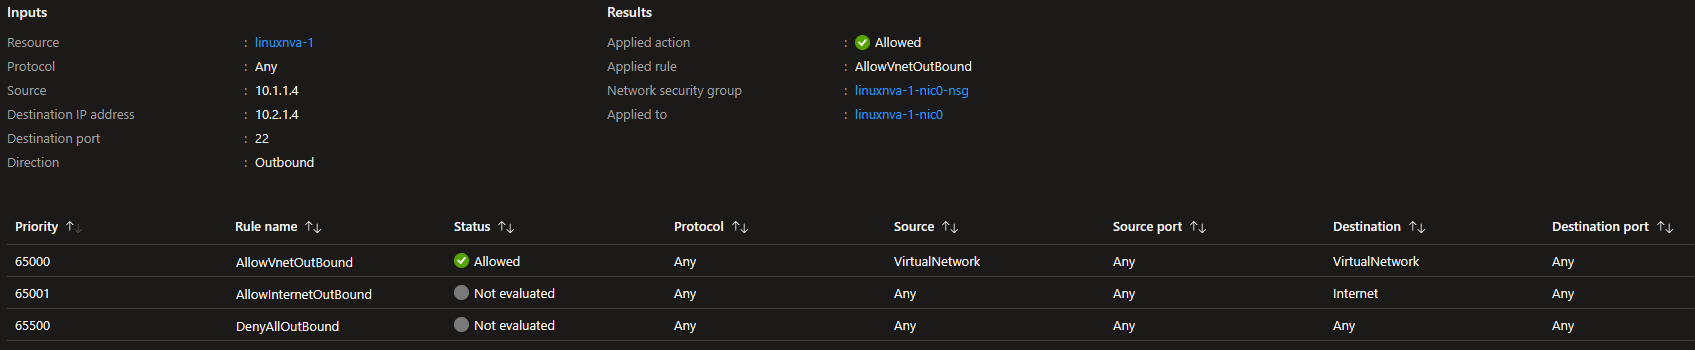 Inputs
Resource : linuxnva-1
Protocol : Any
Source : 10.1.1.4
Destination IP address : 10.2.1.4
Destination port : 22
Direction : Outbound
Results
Applied action : Allowed
Applied rule : AllowVnetOutBound
Network security group : linuxnva-1-nic0-nsg
Applied to : linuxnva-1-nic0
Priority Rule name Status Protocol Source Source port Destination Destination port
65000 AllowVnetOutBound Allowed Any VirtualNetwork Any VirtualNetwork Any
65001 AllowInternetOutBound Not evaluated Any Any Any Internet Any
65500 DenyAllOutBound Not evaluated Any Any Any Any Any